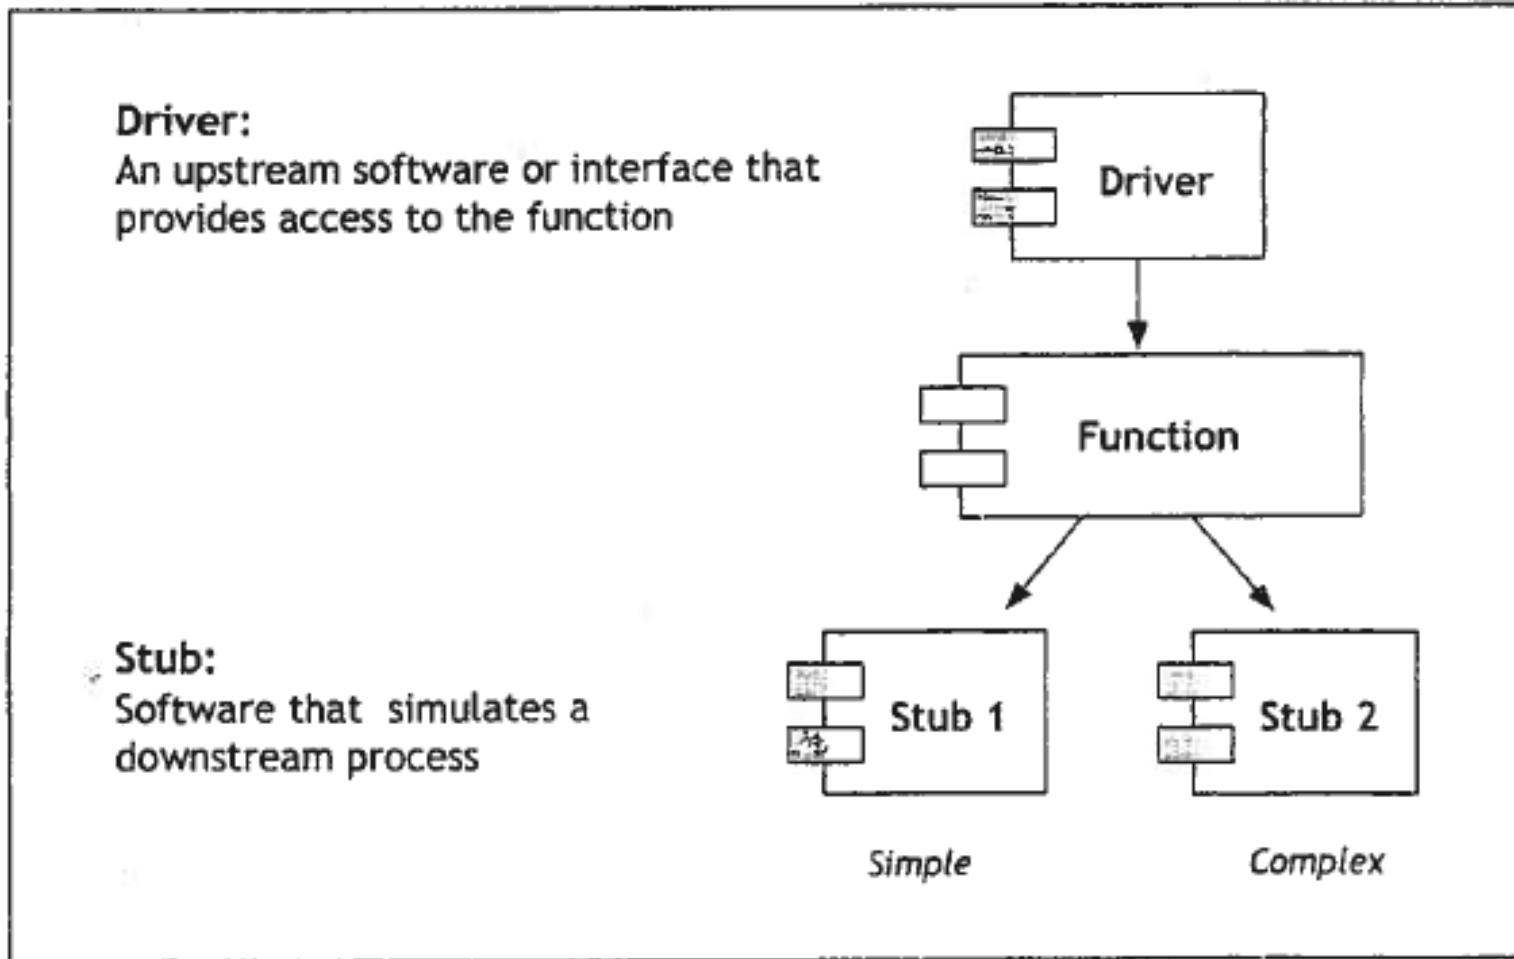 Driver:
An upstream software or interface that
provides access to the function
Driver
Function
Stub:
Software that simulates a
downstream process
Stub 1
Stub 2
Simple
Complex